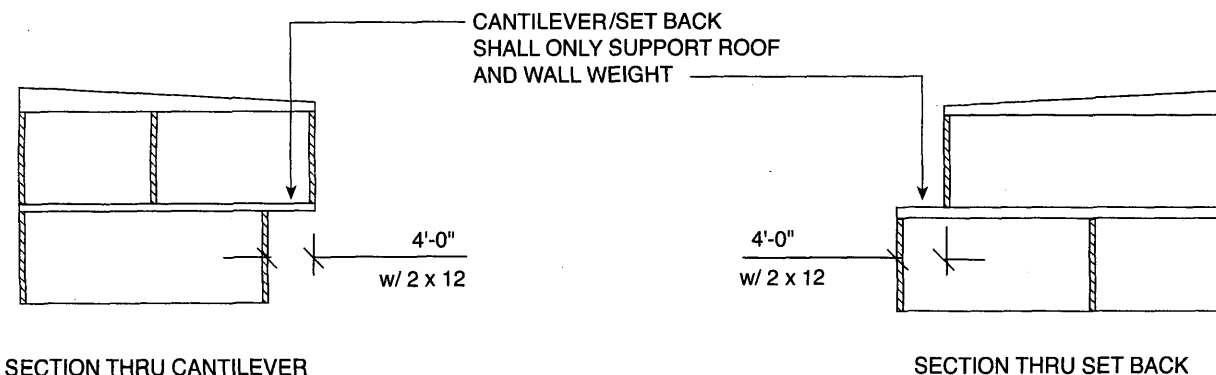 CANTILEVER/SET BACK
SHALL ONLY SUPPORT ROOF
AND WALL WEIGHT
4'-0"
w/ 2 x 12
4'-0"
w/ 2 x 12
SECTION THRU CANTILEVER
SECTION THRU SET BACK